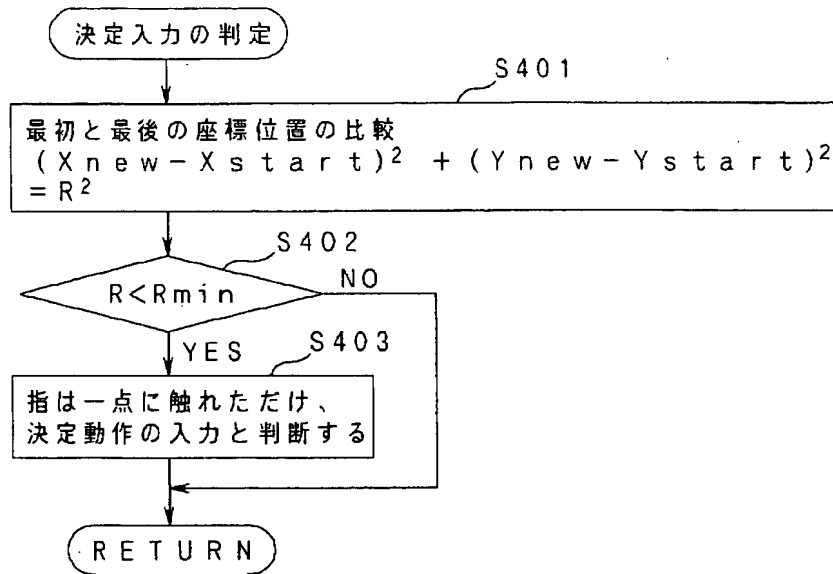 決定入力の判定
S401
最初と最後の座標位置の比較
(Xnew-Xstart)² +(Ynew-Ystart)²
=R²
S402
R<Rmin
NO
YES
S403
指は一点に触れただけ、
決定動作の入力と判断する
RETURN